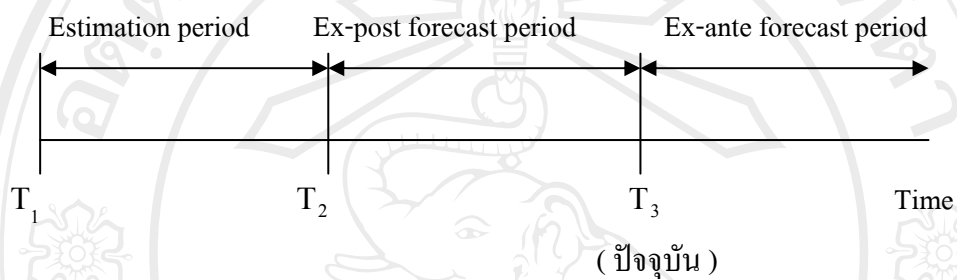 Estimation period Ex-post forecast period Ex-ante forecast period
T1 T2 T3 Time
( ปัจจุบัน )